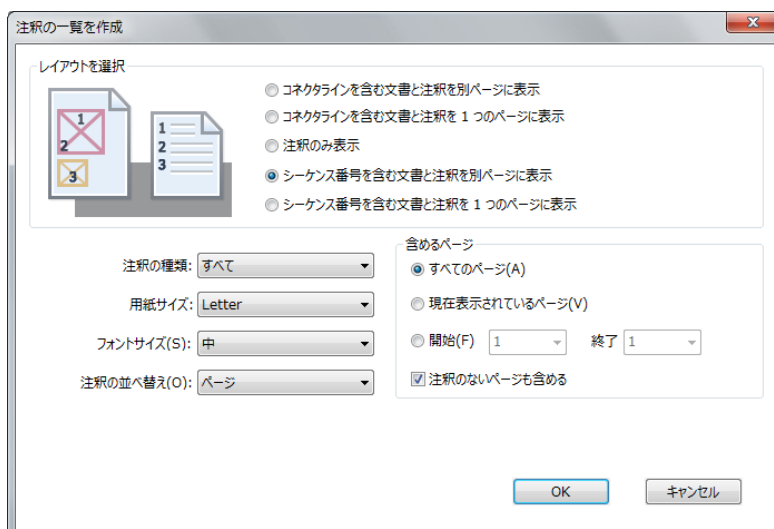 注釈の一覧を作成
レイアウトを選択
1
2
3
1
2
3
コネクタラインを含む文書と注釈を別ページに表示
コネクタラインを含む文書と注釈を 1 つのページに表示
注釈のみ表示
シーケンス番号を含む文書と注釈を別ページに表示
シーケンス番号を含む文書と注釈を 1 つのページに表示
注釈の種類: すべて
用紙サイズ: Letter
フォントサイズ(S): 中
注釈の並べ替え(O): ページ
含めるページ
すべてのページ(A)
現在表示されているページ(V)
開始(F) 1 終了 1
注釈のないページも含める
OK キャンセル